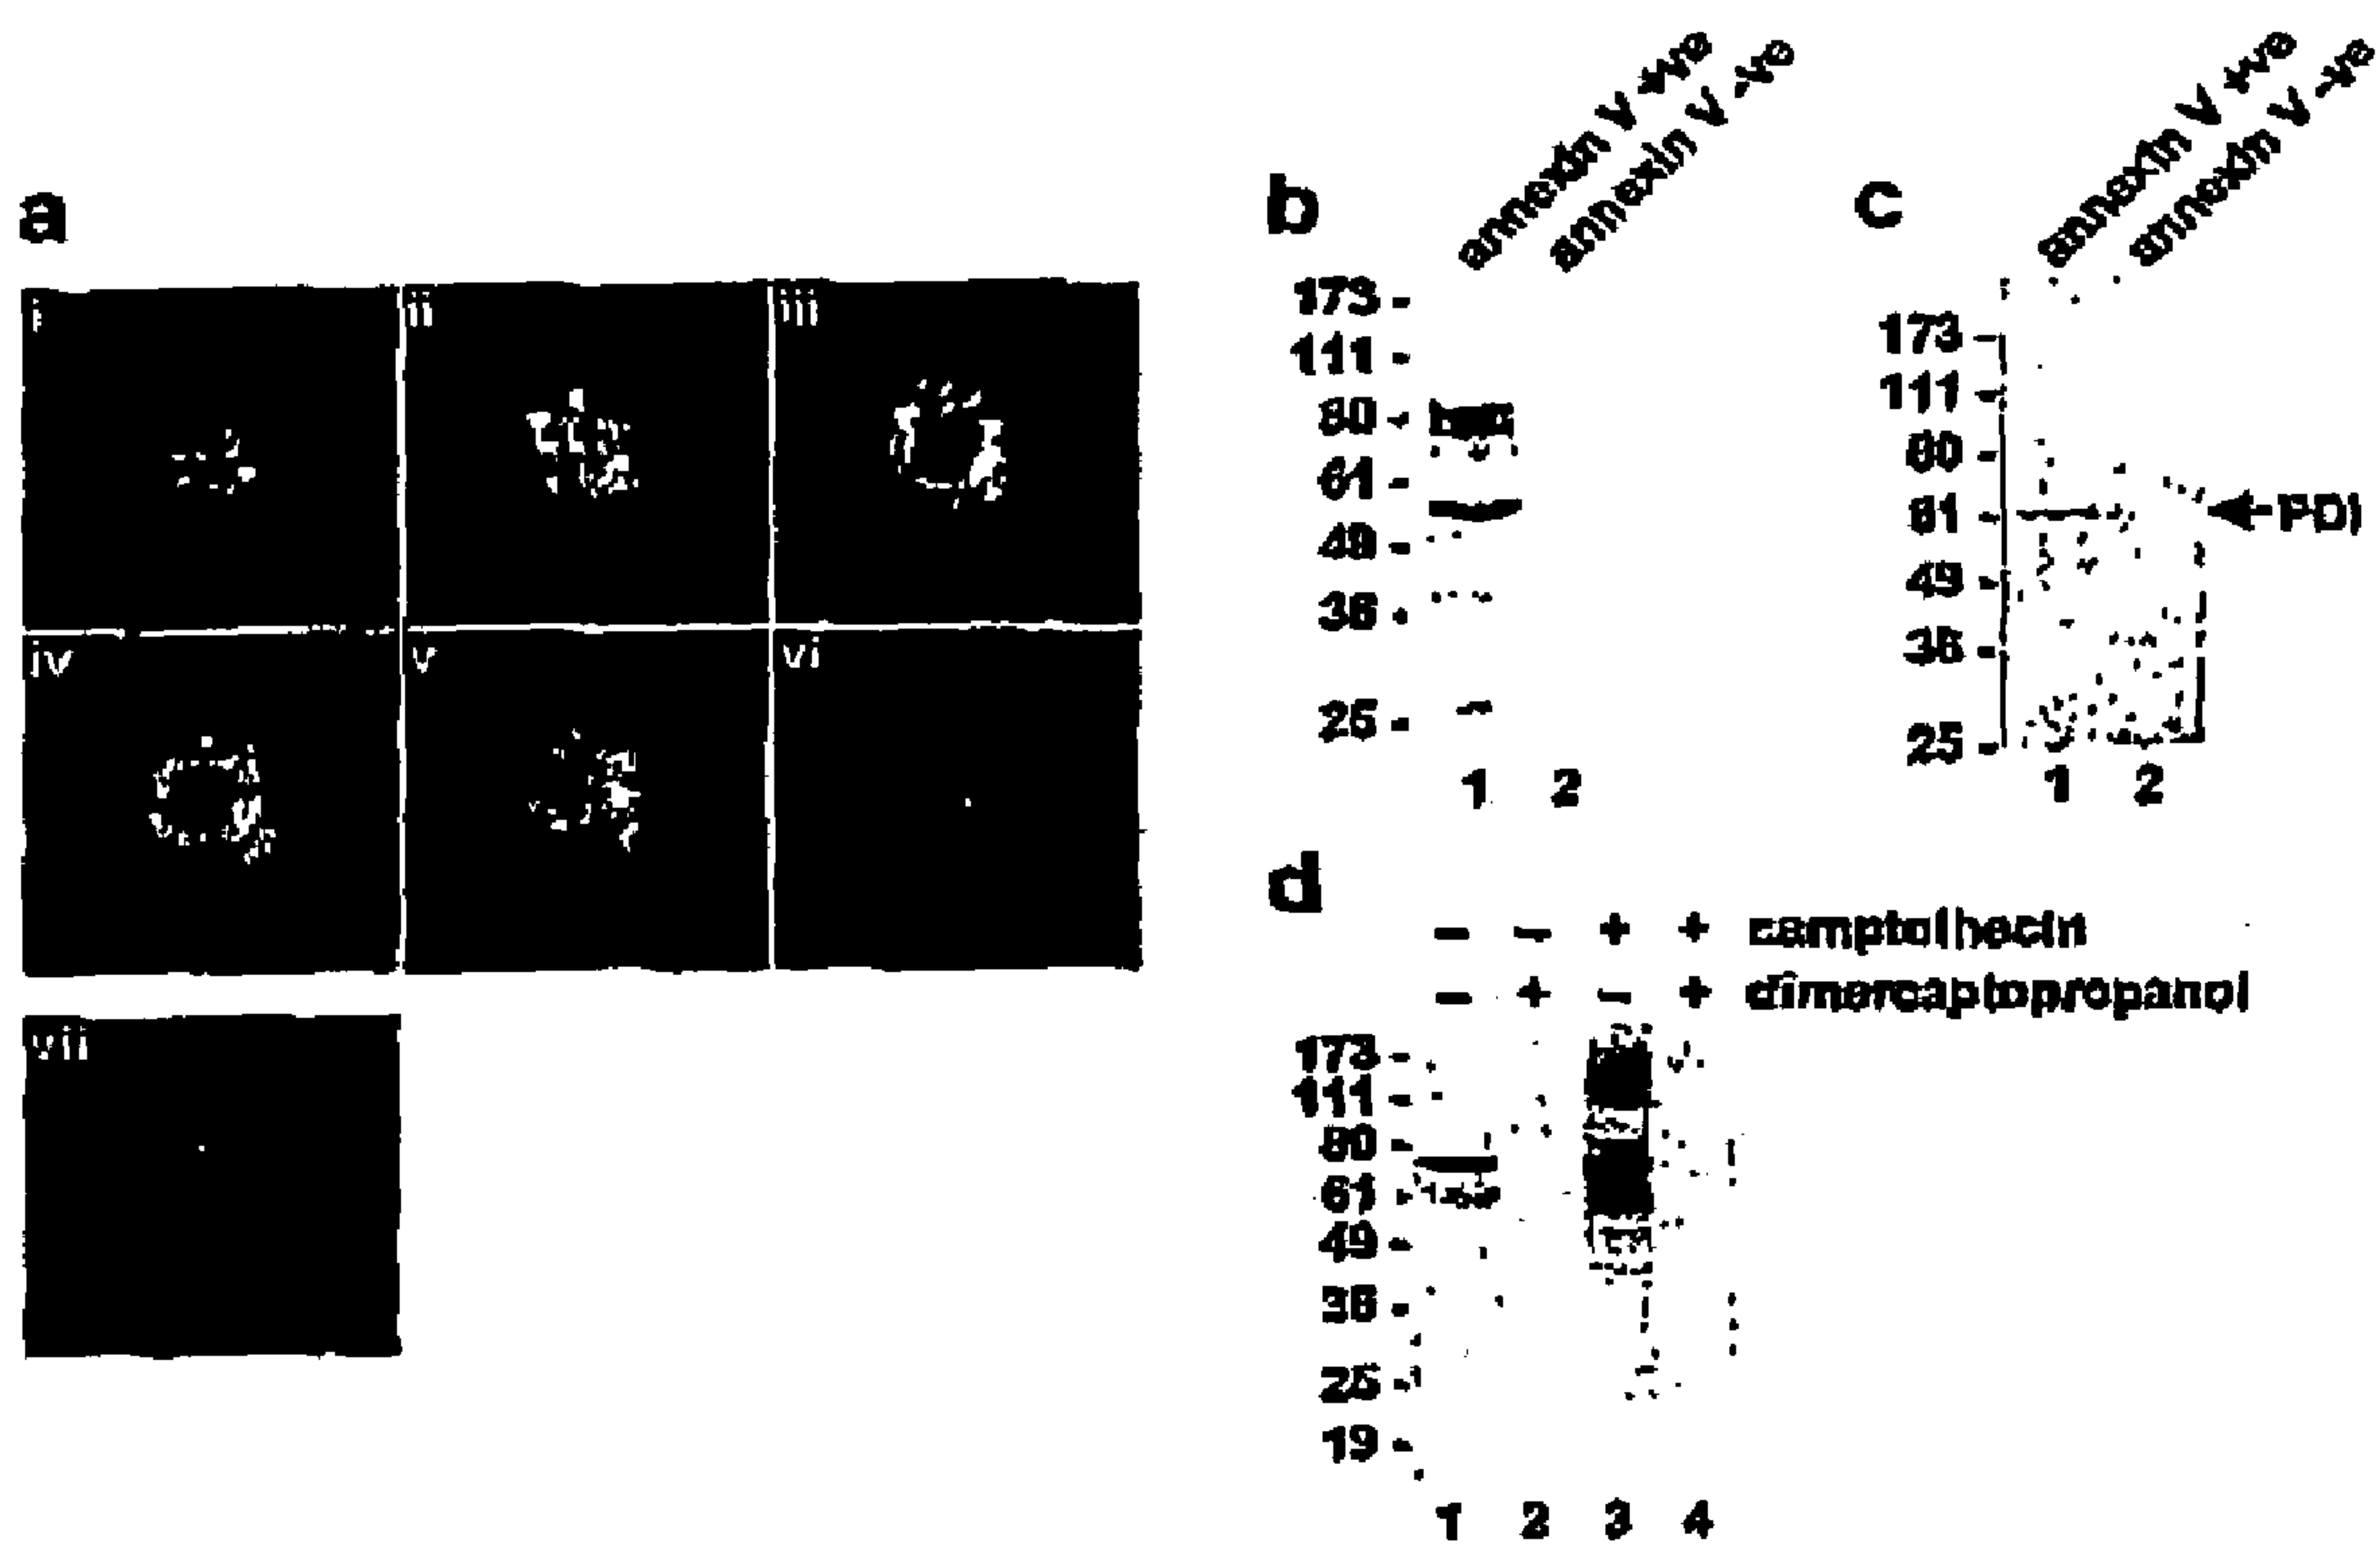 a
i
ii
iii
iv
v
vi
vii
b
annexin V +ve
annexin V -ve
173
111
80
61
49
36
25
1 2
c
annexin V +ve
annexin V -ve
173
111
80
61
49
36
25
PDI
1 2
d
- - + + camptothecin
- + - + dimercaptopropanol
173
111
80
61
49
36
25
19
1 2 3 4